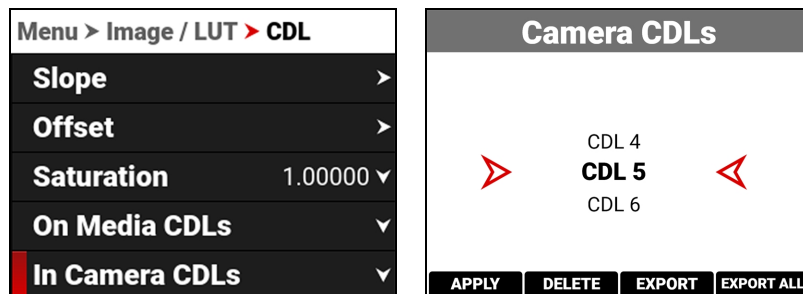 Menu > Image / LUT > CDL
Slope >
Offset >
Saturation 1.00000
On Media CDLs
In Camera CDLs
Camera CDLs
CDL 4
CDL 5
CDL 6
APPLY DELETE EXPORT EXPORT ALL